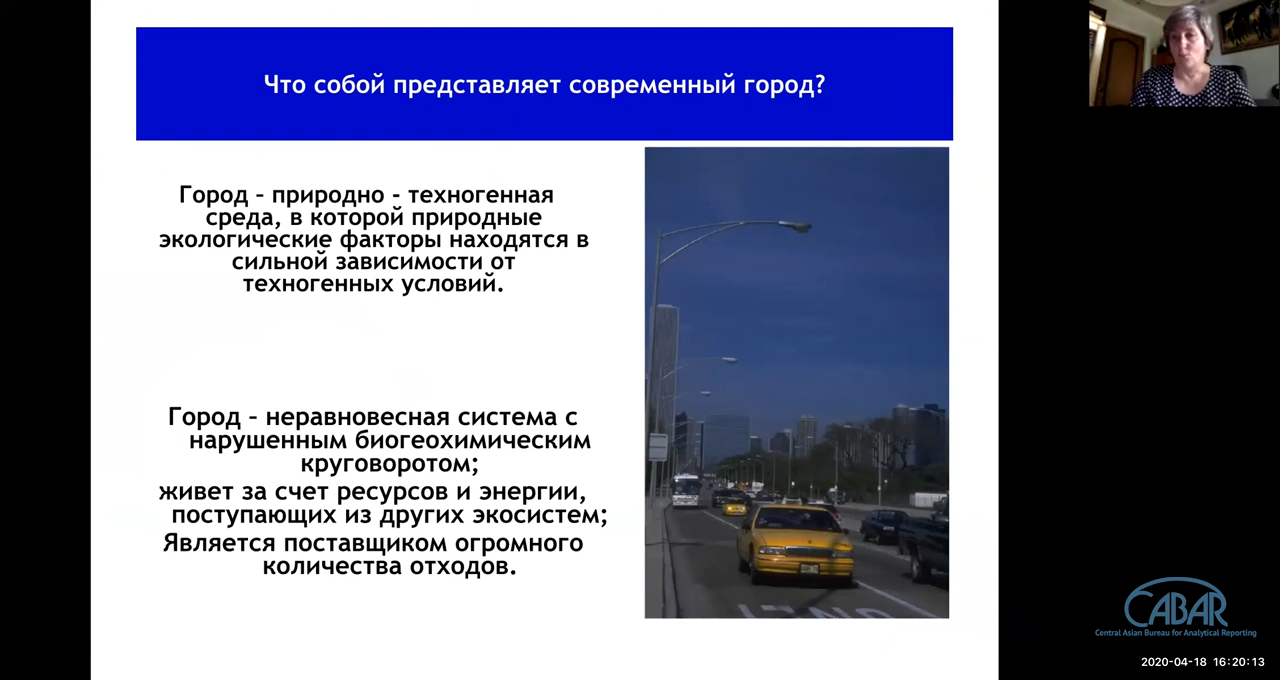 Что собой представляет современный город?
Город – природно - техногенная
среда, в которой природные
экологические факторы находятся в
сильной зависимости от
техногенных условий.
Город – неравновесная система с
нарушенным биогеохимическим
круговоротом;
живет за счет ресурсов и энергии,
поступающих из других экосистем;
Является поставщиком огромного
количества отходов.
CABAR
Central Asian Bureau for Analytical Reporting
2020-04-18 16:20:13